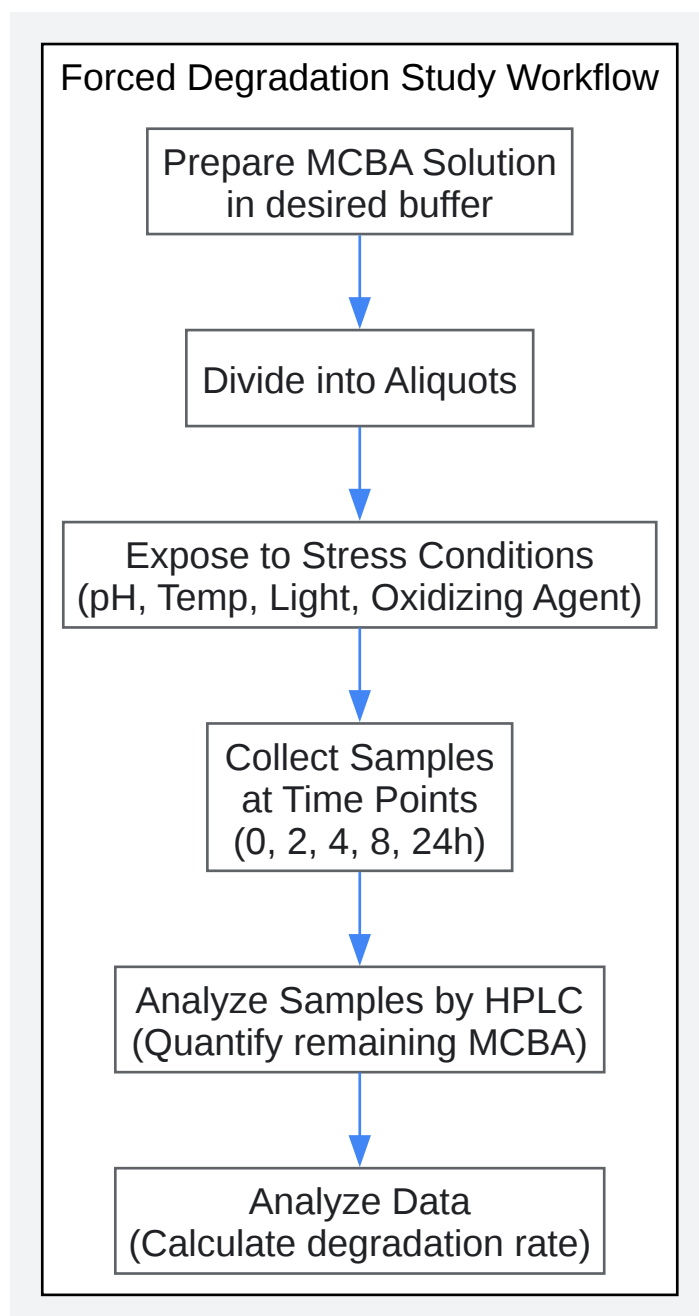 Forced Degradation Study Workflow
Prepare MCBA Solution
in desired buffer
Divide into Aliquots
Expose to Stress Conditions
(pH, Temp, Light, Oxidizing Agent)
Collect Samples
at Time Points
(0, 2, 4, 8, 24h)
Analyze Samples by HPLC
(Quantify remaining MCBA)
Analyze Data
(Calculate degradation rate)